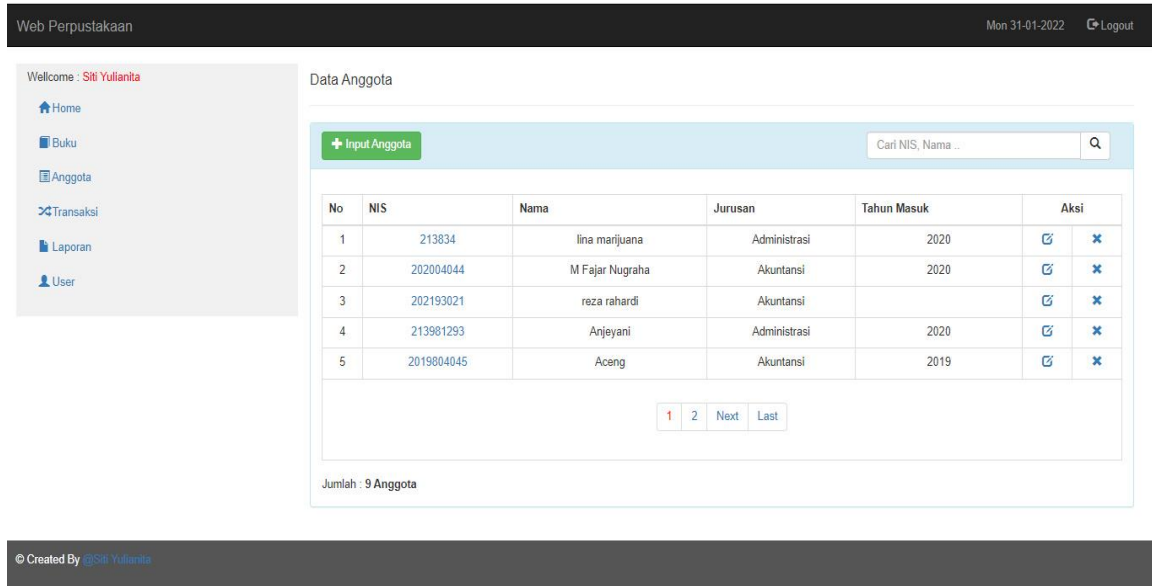 Web Perpustakaan Mon 31-01-2022 Logout
Wellcome : Siti Yulianita
Home
Buku
Anggota
Transaksi
Laporan
User
Data Anggota
Input Anggota Cari NIS, Nama ..
No NIS Nama Jurusan Tahun Masuk Aksi
1 213834 lina marijuana Administrasi 2020
2 202004044 M Fajar Nugraha Akuntansi 2020
3 202193021 reza rahardi Akuntansi
4 213981293 Anjeyani Administrasi 2020
5 2019804045 Aceng Akuntansi 2019
1 2 Next Last
Jumlah : 9 Anggota
© Created By @Siti Yulianita